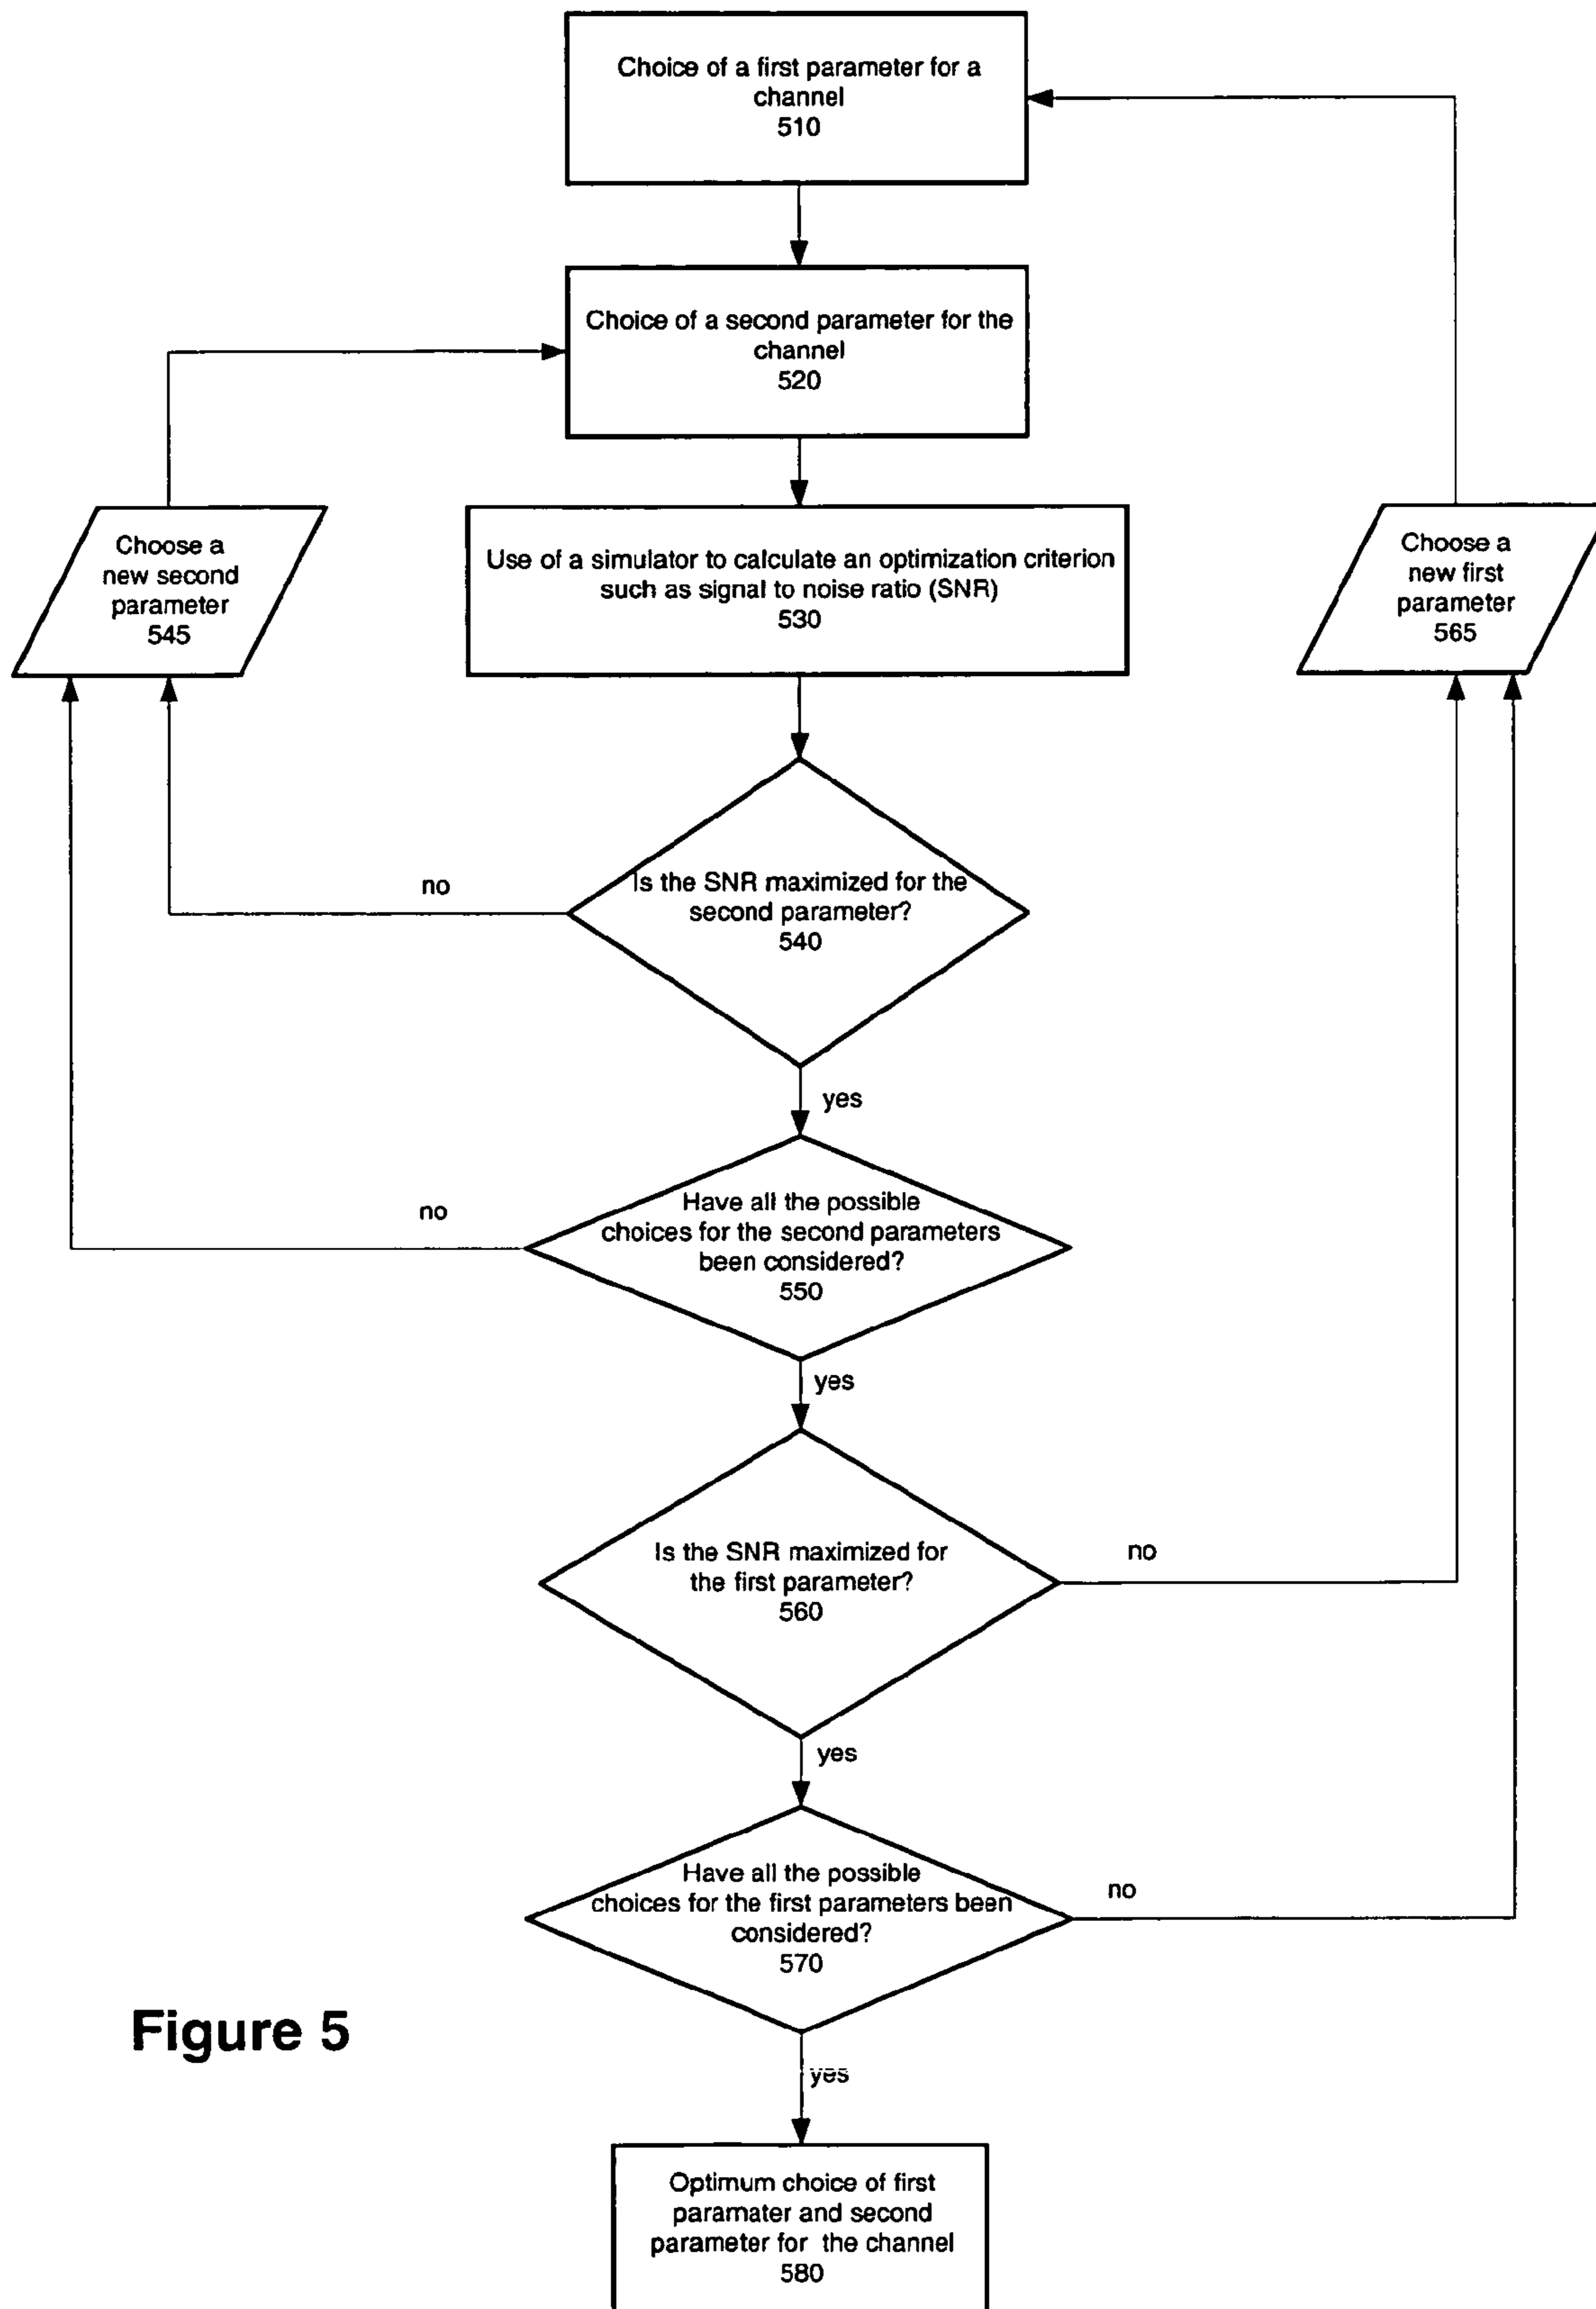 Choice of a first parameter for a
channel
510
Choice of a second parameter for the
channel
520
Choose a
new second
parameter
545
Use of a simulator to calculate an optimization criterion
such as signal to noise ratio (SNR)
530
Choose a
new first
parameter
565
Is the SNR maximized for the
second parameter?
540
no
yes
Have all the possible
choices for the second parameters
been considered?
550
no
yes
Is the SNR maximized for
the first parameter?
560
no
yes
Have all the possible
choices for the first parameters been
considered?
570
no
yes
Optimum choice of first
paramater and second
parameter for the channel
580
Figure 5